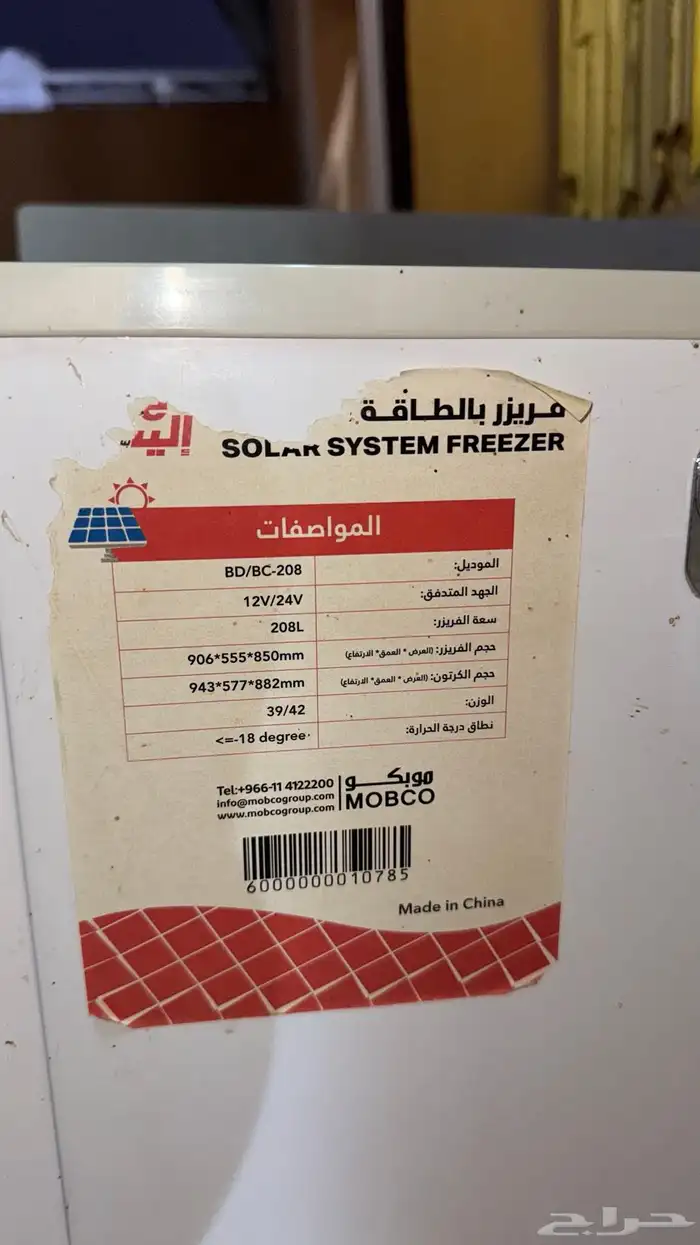 فريزر بالطاقة
SOLAR SYSTEM FREEZER
المواصفات
الموديل: BD/BC-208
الجهد المتدفق: 12V/24V
سعة الفريزر: 208L
حجم الفريزر: (العرض * العمق* الارتفاع) 906*555*850mm
حجم الكرتون: (العرض * العمق* الارتفاع) 943*577*882mm
الوزن: 39/42
نطاق درجة الحرارة: <=-18 degree
موبكو
MOBCO
Tel:+966-11 4122200
info@mobcogroup.com
www.mobcogroup.com
6000000010785
Made in China
حراج